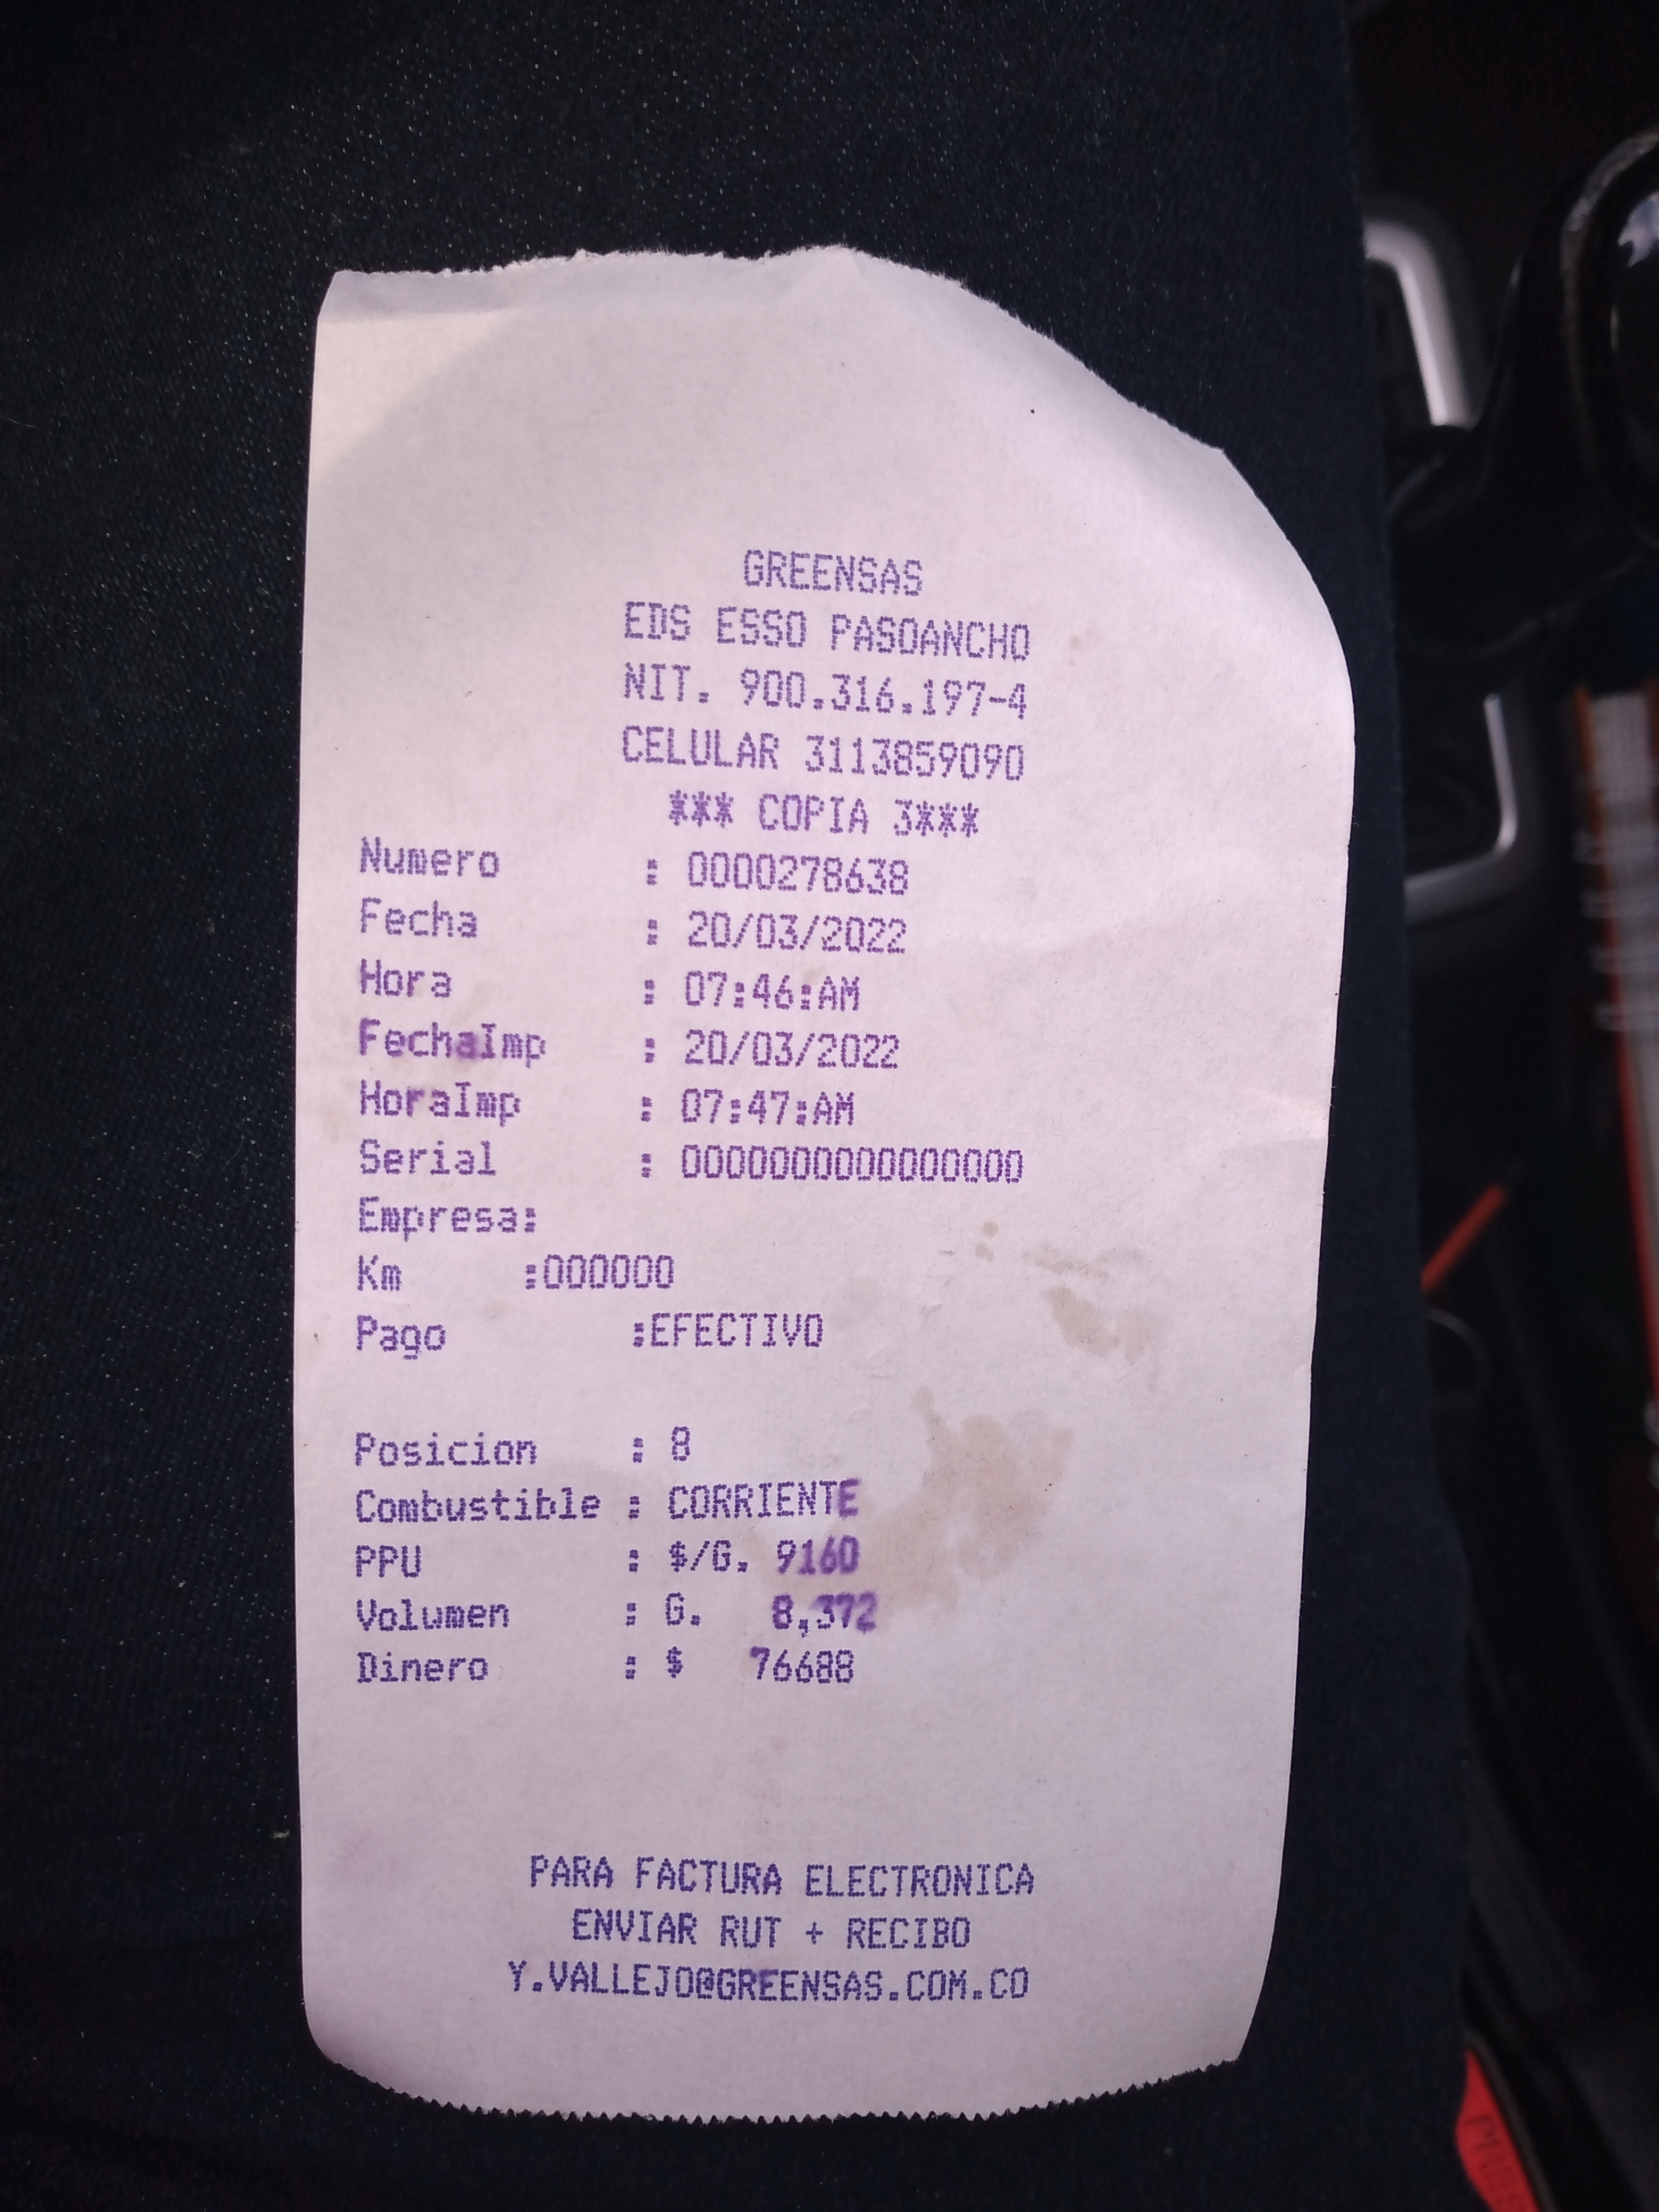 GREENSAS
EDS ESSO PASOANCHO
NIT. 900.316.197-4
CELULAR 3113859090
*** COPIA 3***
Numero : 0000278638
Fecha : 20/03/2022
Hora : 07:46:AM
FechaImp : 20/03/2022
HoraImp : 07:47:AM
Serial : 0000000000000000
Empresa:
Km :000000
Pago :EFECTIVO
Posicion : 8
Combustible : CORRIENTE
PPU : $/G. 9160
Volumen : G. 8,372
Dinero : $ 76688
PARA FACTURA ELECTRONICA
ENVIAR RUT + RECIBO
Y.VALLEJO@GREENSAS.COM.CO